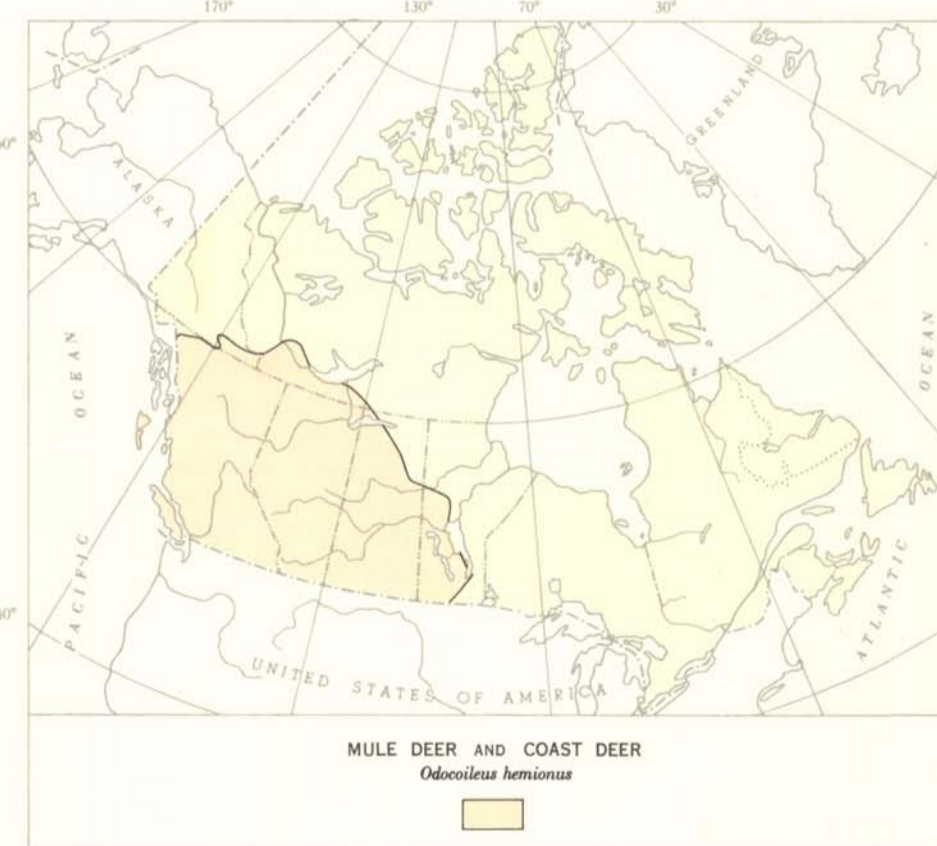 170° 130° 70° 30°
GREENLAND
ALASKA
OCEAN
OCEAN
PACIFIC
ATLANTIC
UNITED STATES OF AMERICA
MULE DEER AND COAST DEER
Odocoileus hemionus